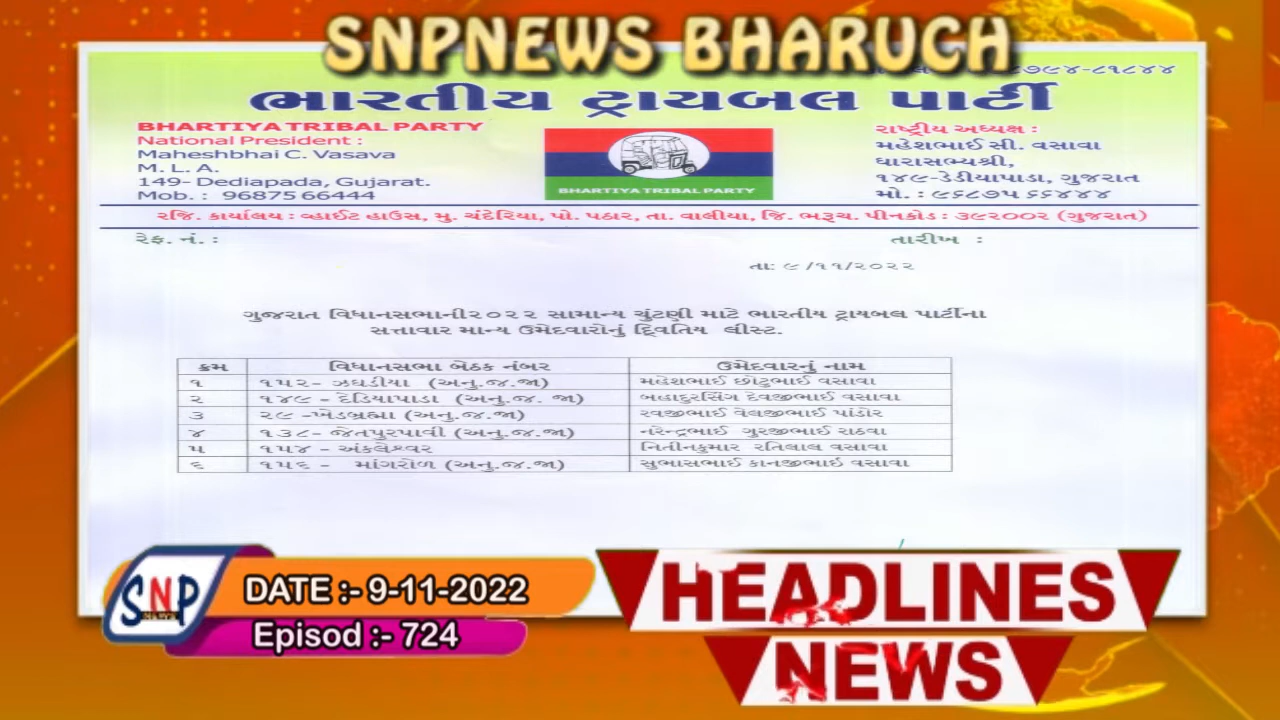 SNPNEWS BHARUCH
૮૭૯૪-૮૧૮૪૪
ભારતીય ટ્રાયબલ પાર્ટી
BHARTIYA TRIBAL PARTY
National President :
Maheshbhai C. Vasava
M. L. A.
149- Dediapada, Gujarat.
Mob. : 96875 66444
BHARTIYA TRIBAL PARTY
રાષ્ટ્રીય અધ્યક્ષ :
મહેશભાઈ સી. વસાવા
ધારાસભ્યશ્રી,
૧૪૯-ડેડીયાપાડા, ગુજરાત
મો. : ૯૬૮૭૫ ૬૬૪૪૪
રજિ. કાર્યાલય : વ્હાઈટ હાઉસ, મુ. ચંદેરિયા, પો. પઠાર, તા. વાલીયા, જિ. ભરૂચ. પીનકોડ : ૩૯૨૦૦૨ (ગુજરાત)
રેફ. નં. :
તારીખ :
તા: ૯ /૧૧/૨૦૨૨
ગુજરાત વિધાનસભાની૨૦૨૨ સામાન્ય ચુંટણી માટે ભારતીય ટ્રાયબલ પાર્ટીના
સત્તાવાર માન્ય ઉમેદવારોનું દ્વિતિય લીસ્ટ.
ક્રમ વિધાનસભા બેઠક નંબર ઉમેદવારનું નામ
૧ ૧૫૨- ઝઘડીયા (અનુ.જ.જા) મહેશભાઈ છોટુભાઈ વસાવા
૨ ૧૪૯ - દેડિયાપાડા (અનુ.જ. જા) બહાદુરસિંગ દેવજીભાઈ વસાવા
૩ ૨૯ -ખેડબ્રહ્મા (અનુ.જ.જા) રવજીભાઈ વેલજીભાઈ પાંડોર
૪ ૧૩૮- જેતપુરપાવી (અનુ.જ.જા) નરેન્દ્રભાઈ ગુરજીભાઈ રાઠવા
૫ ૧૫૪ - અંકલેશ્વર નિતીનકુમાર રતિલાલ વસાવા
૬ ૧૫૬ - માંગરોળ (અનુ.જ.જા) સુભાસભાઈ કાનજીભાઈ વસાવા
SNP
DATE :- 9-11-2022
Episod :- 724
HEADLINES
NEWS